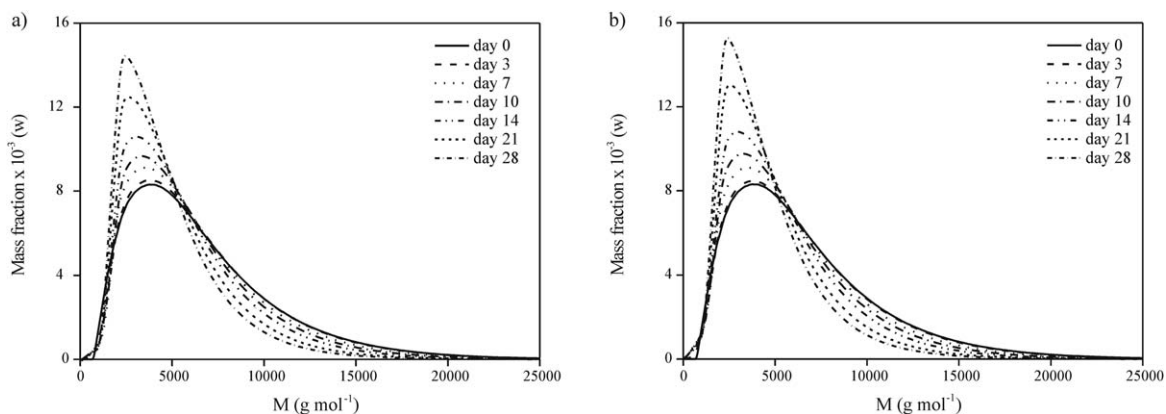 a)
Mass fraction x 10⁻³ (w)
16
12
8
4
0
0 5000 10000 15000 20000 25000
M (g mol⁻¹)
day 0
day 3
day 7
day 10
day 14
day 21
day 28
b)
Mass fraction x 10⁻³ (w)
16
12
8
4
0
0 5000 10000 15000 20000 25000
M (g mol⁻¹)
day 0
day 3
day 7
day 10
day 14
day 21
day 28